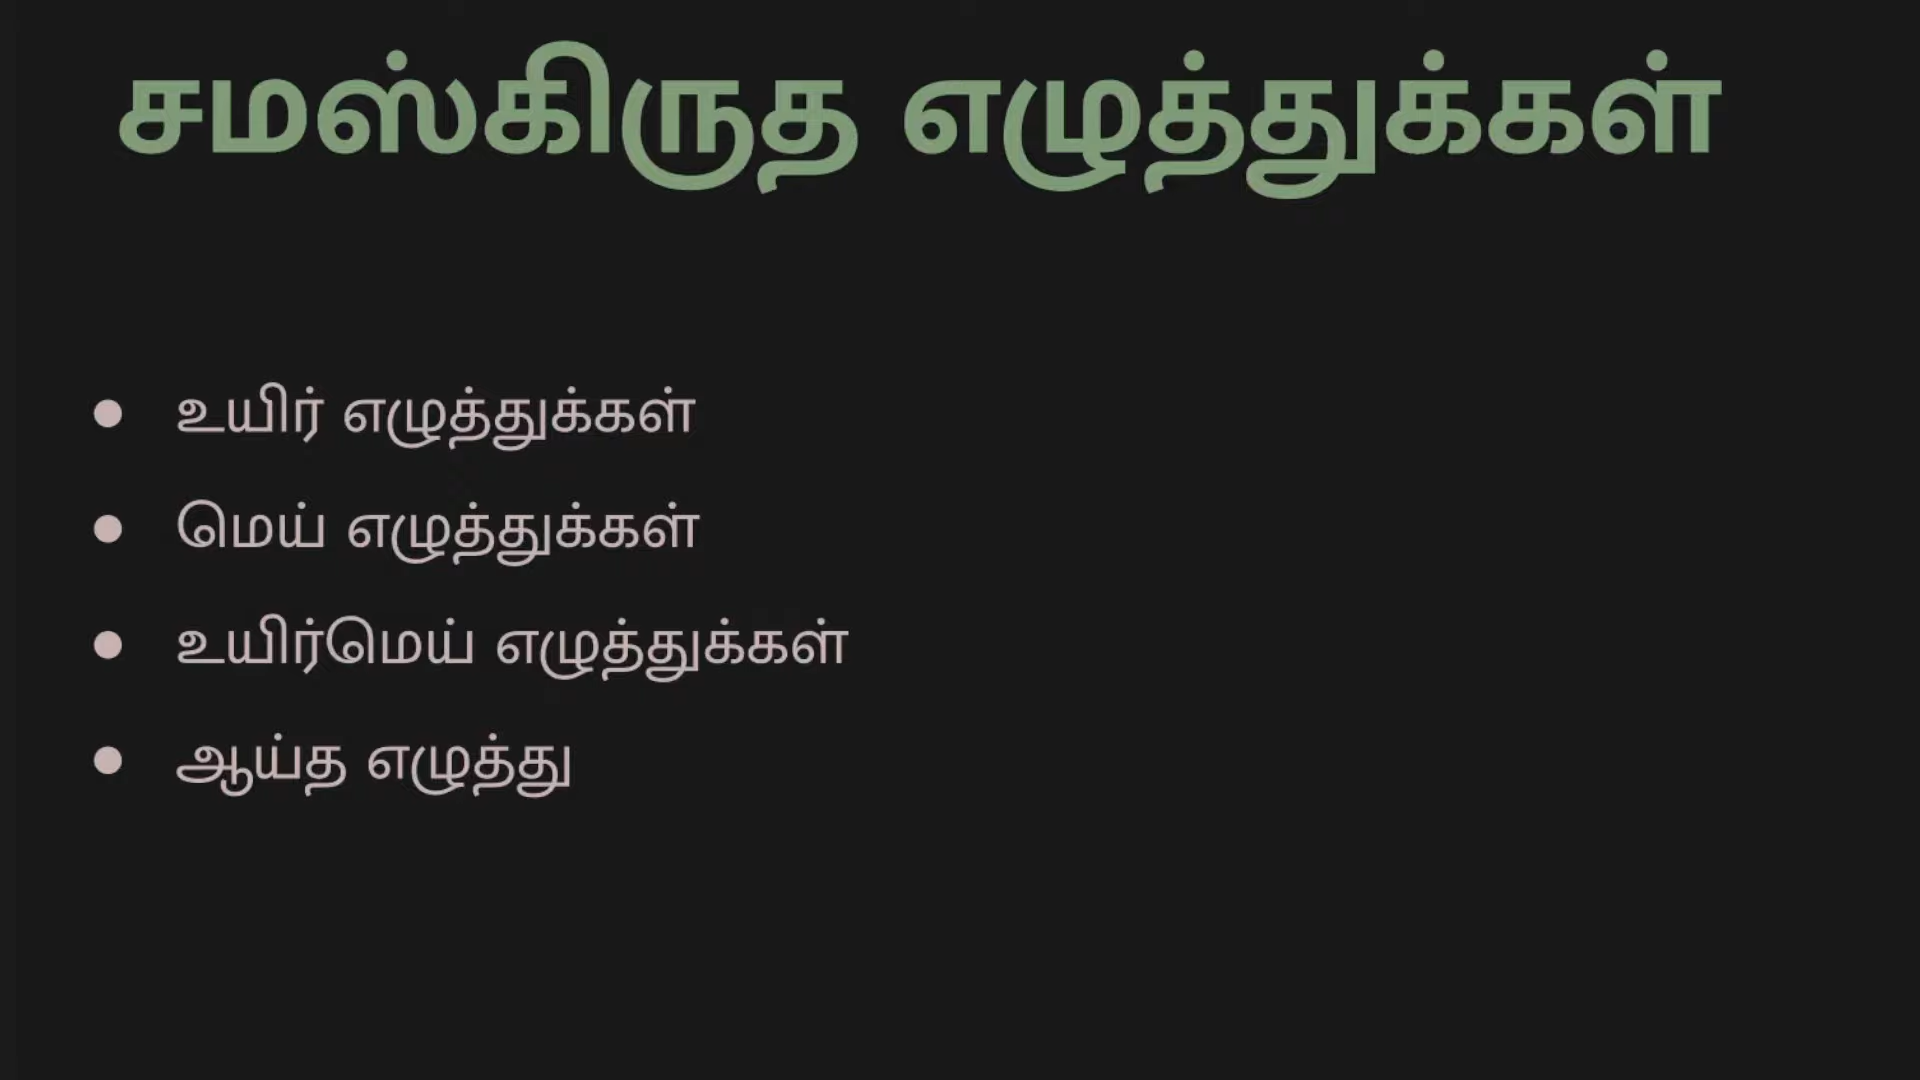 சமஸ்கிருத எழுத்துக்கள்
● உயிர் எழுத்துக்கள்
● மெய் எழுத்துக்கள்
● உயிர்மெய் எழுத்துக்கள்
● ஆய்த எழுத்து